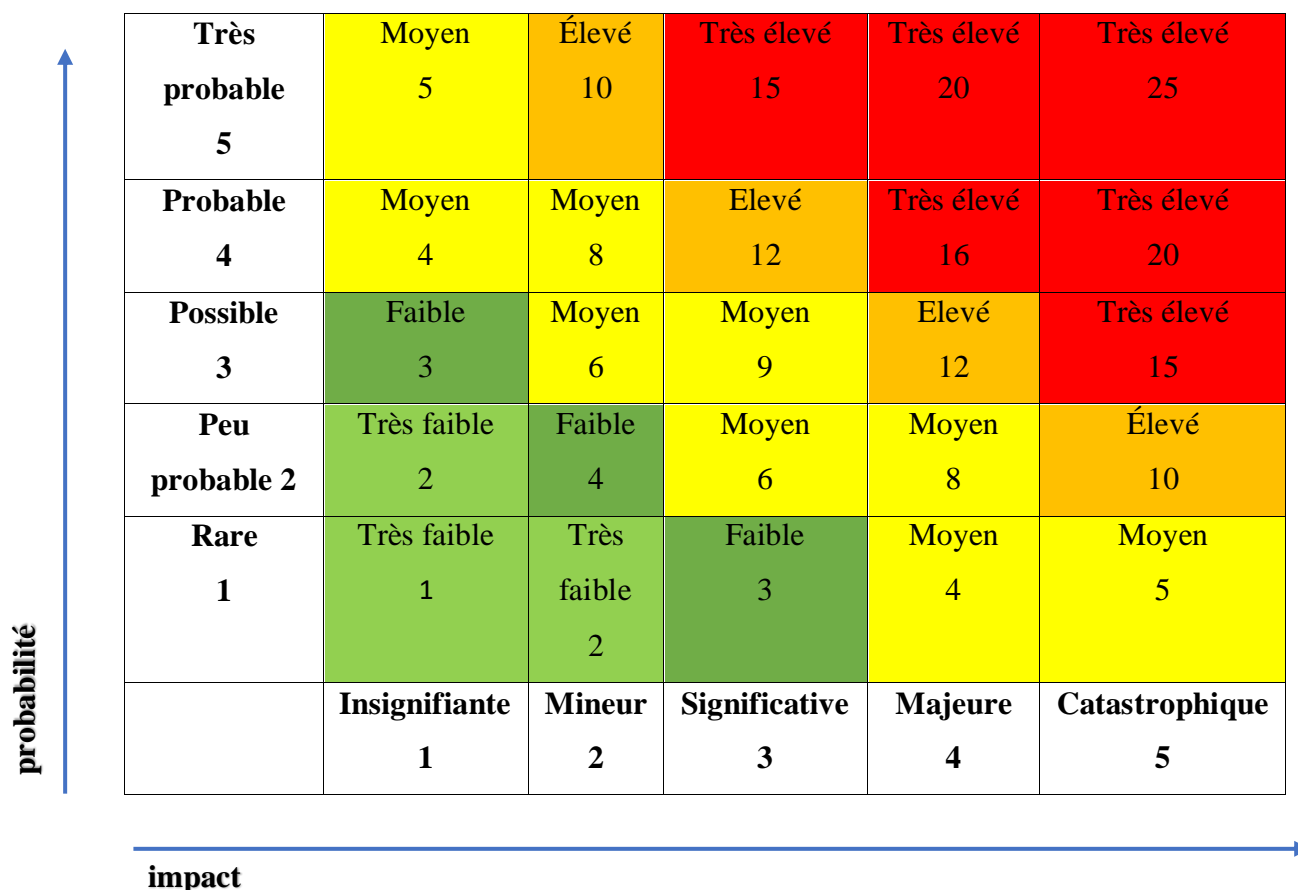 Très Moyen Élevé Très élevé Très élevé Très élevé
probable 5 10 15 20 25
5
Probable Moyen Moyen Elevé Très élevé Très élevé
4 4 8 12 16 20
Possible Faible Moyen Moyen Elevé Très élevé
3 3 6 9 12 15
Peu Très faible Faible Moyen Moyen Élevé
probable 2 2 4 6 8 10
Rare Très faible Très Faible Moyen Moyen
1 1 faible 3 4 5
2
Insignifiante Mineur Significative Majeure Catastrophique
1 2 3 4 5
probabilité
impact